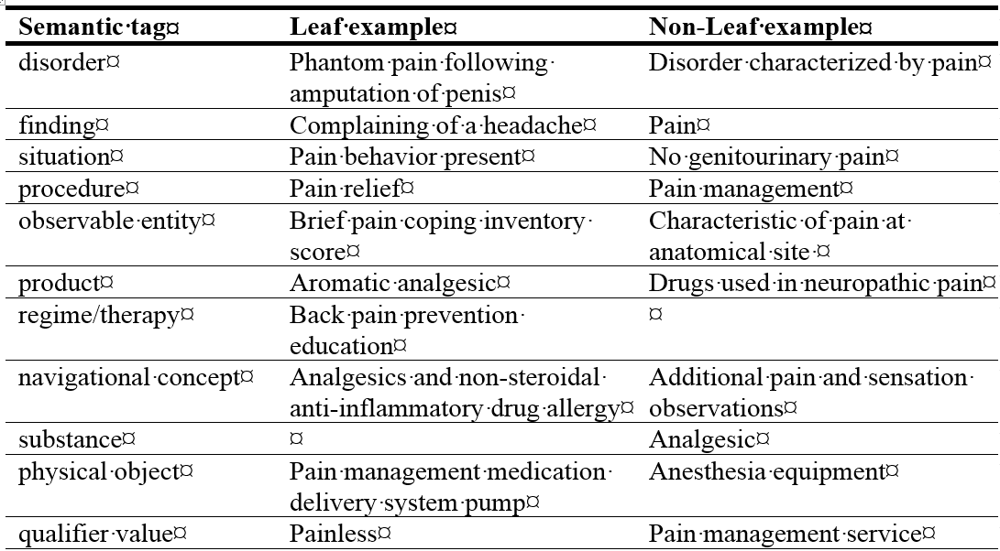 Semantic·tag¤ Leaf·example¤ Non-Leaf·example¤
disorder¤ Phantom·pain·following· Disorder·characterized·by·pain¤
amputation·of·penis¤
finding¤ Complaining·of·a·headache¤ Pain¤
situation¤ Pain·behavior·present¤ No·genitourinary·pain¤
procedure¤ Pain·relief¤ Pain·management¤
observable·entity¤ Brief·pain·coping·inventory· Characteristic·of·pain·at·
score¤ anatomical·site·¤
product¤ Aromatic·analgesic¤ Drugs·used·in·neuropathic·pain¤
regime/therapy¤ Back·pain·prevention· ¤
education¤
navigational·concept¤ Analgesics·and·non-steroidal· Additional·pain·and·sensation·
anti-inflammatory·drug·allergy¤ observations¤
substance¤ ¤ Analgesic¤
physical·object¤ Pain·management·medication· Anesthesia·equipment¤
delivery·system·pump¤
qualifier·value¤ Painless¤ Pain·management·service¤